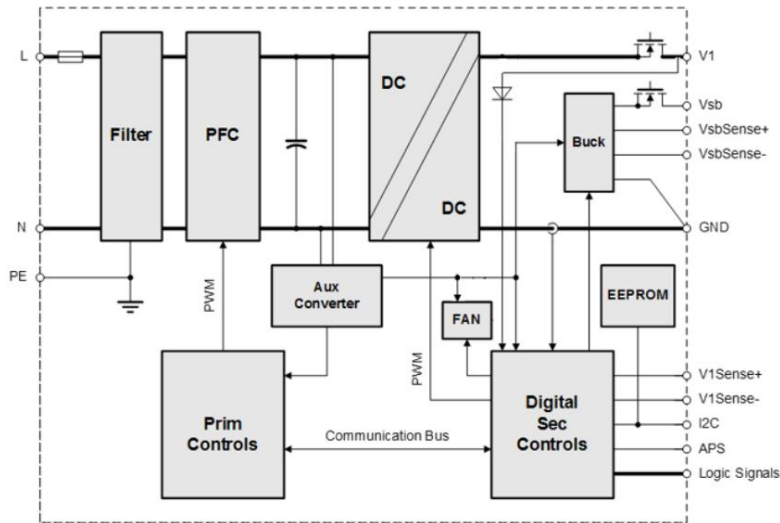 L
Filter
PFC
DC
DC
V1
Vsb
VsbSense+
VsbSense-
Buck
N
GND
PE
PWM
Aux
Converter
FAN
EEPROM
PWM
Prim
Controls
Communication Bus
Digital
Sec
Controls
V1Sense+
V1Sense-
I2C
APS
Logic Signals